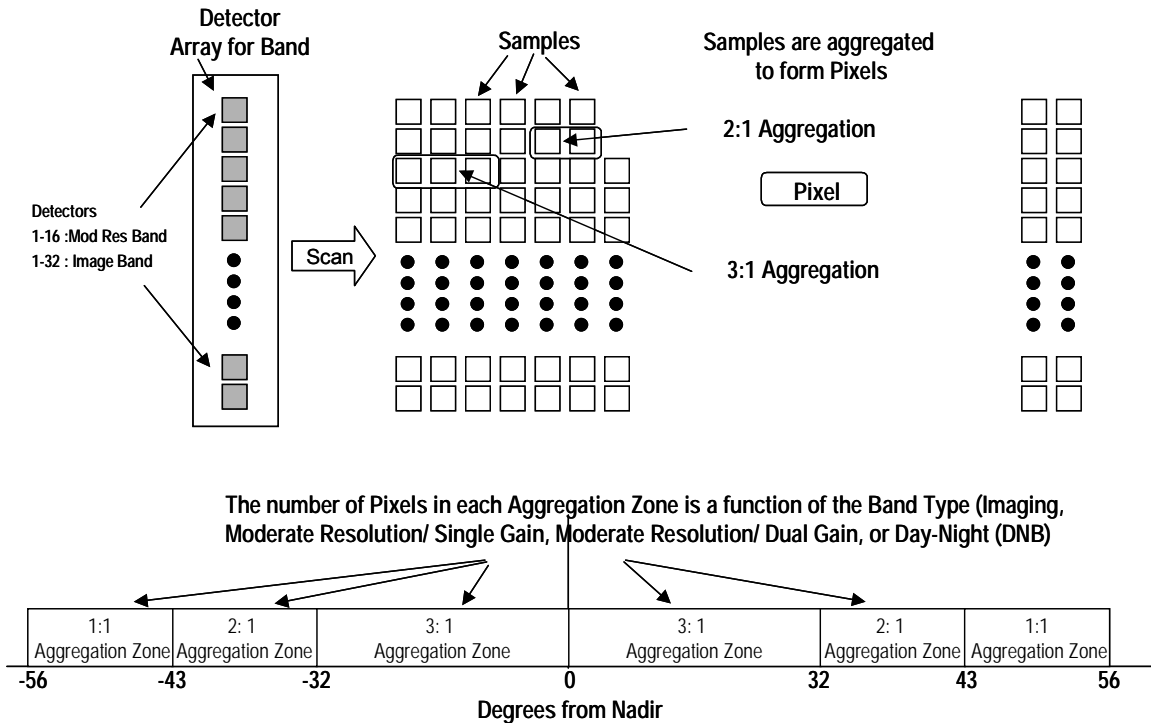 Detector
Array for Band
Samples
Samples are aggregated
to form Pixels
2:1 Aggregation
Pixel
3:1 Aggregation
Detectors
1-16 :Mod Res Band
1-32 : Image Band
Scan
The number of Pixels in each Aggregation Zone is a function of the Band Type (Imaging,
Moderate Resolution/ Single Gain, Moderate Resolution/ Dual Gain, or Day-Night (DNB)
1:1
Aggregation Zone
2: 1
Aggregation Zone
3: 1
Aggregation Zone
3: 1
Aggregation Zone
2: 1
Aggregation Zone
1:1
Aggregation Zone
-56 -43 -32 0 32 43 56
Degrees from Nadir